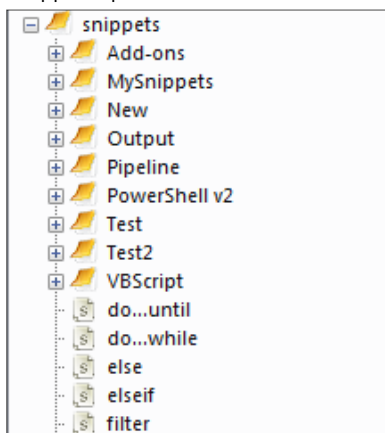 snippets
Add-ons
MySnippets
New
Output
Pipeline
PowerShell v2
Test
Test2
VBScript
do...until
do...while
else
elseif
filter